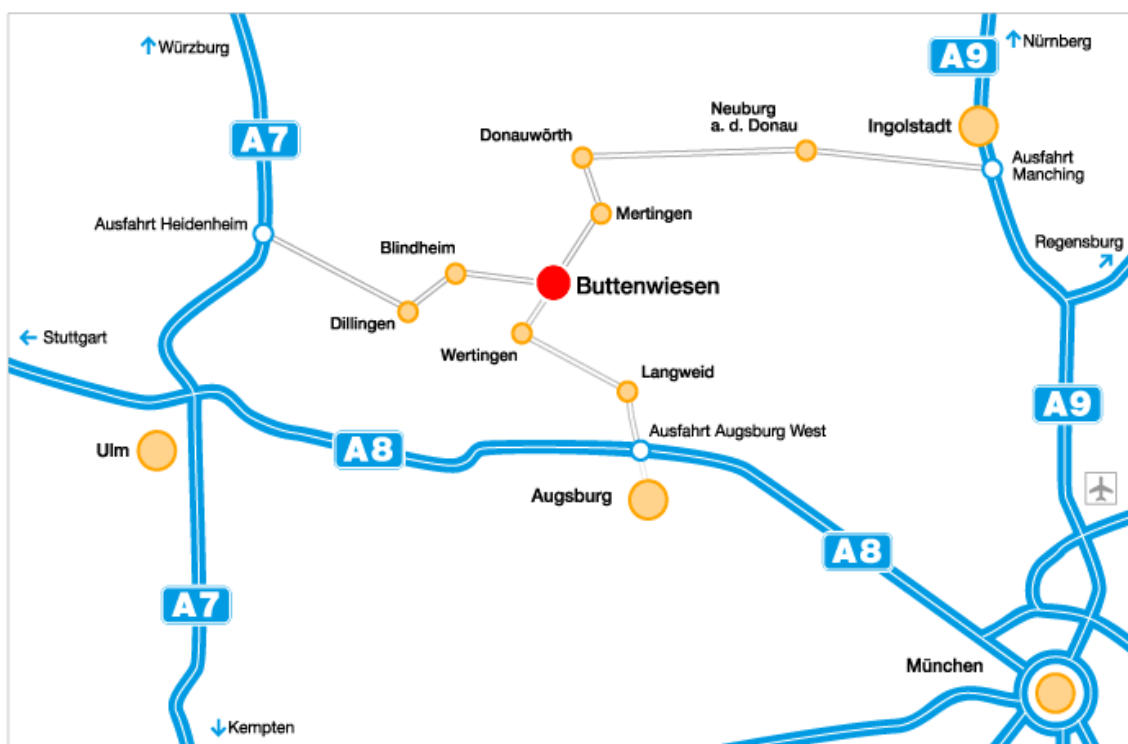 Würzburg
Nürnberg
A9
A7
Neuburg
a. d. Donau
Donauwörth
Ingolstadt
Ausfahrt
Manching
Mertingen
Ausfahrt Heidenheim
Blindheim
Regensburg
Buttenwiesen
Dillingen
Stuttgart
Wertingen
Langweid
A9
Ausfahrt Augsburg West
Ulm
A8
Augsburg
A8
A7
München
Kempten